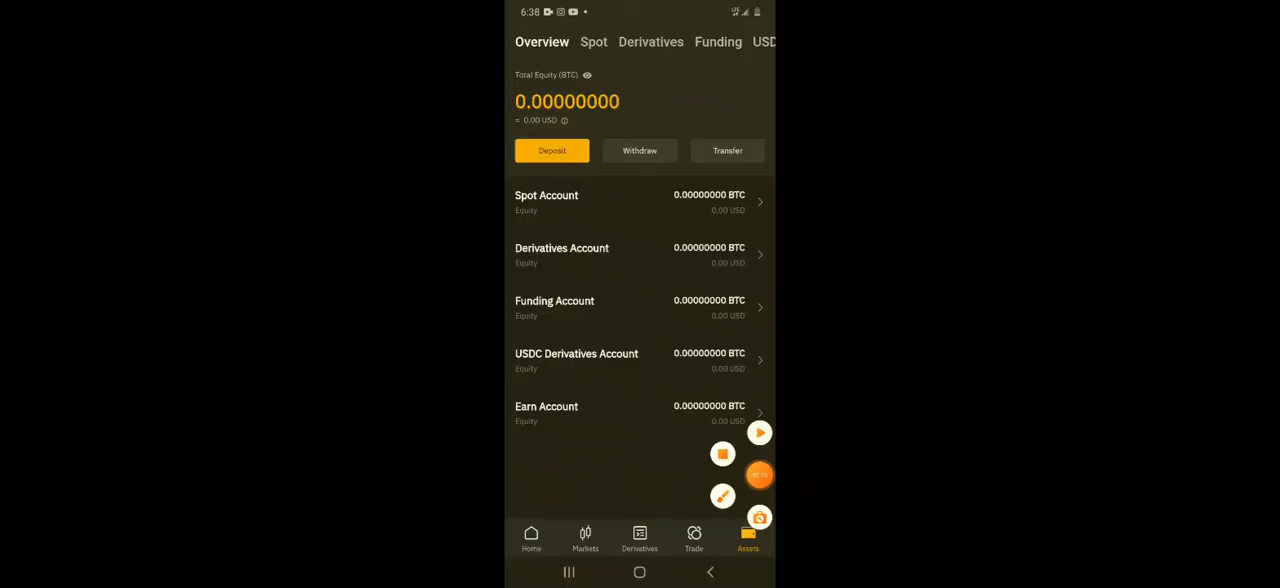 6:38
LTE
Overview Spot Derivatives Funding USD
Total Equity (BTC)
0.00000000
= 0.00 USD
Deposit Withdraw Transfer
Spot Account 0.00000000 BTC
Equity 0.00 USD
Derivatives Account 0.00000000 BTC
Equity 0.00 USD
Funding Account 0.00000000 BTC
Equity 0.00 USD
USDC Derivatives Account 0.00000000 BTC
Equity 0.00 USD
Earn Account 0.00000000 BTC
Equity 0.00 USD
Home Markets Derivatives Trade Assets